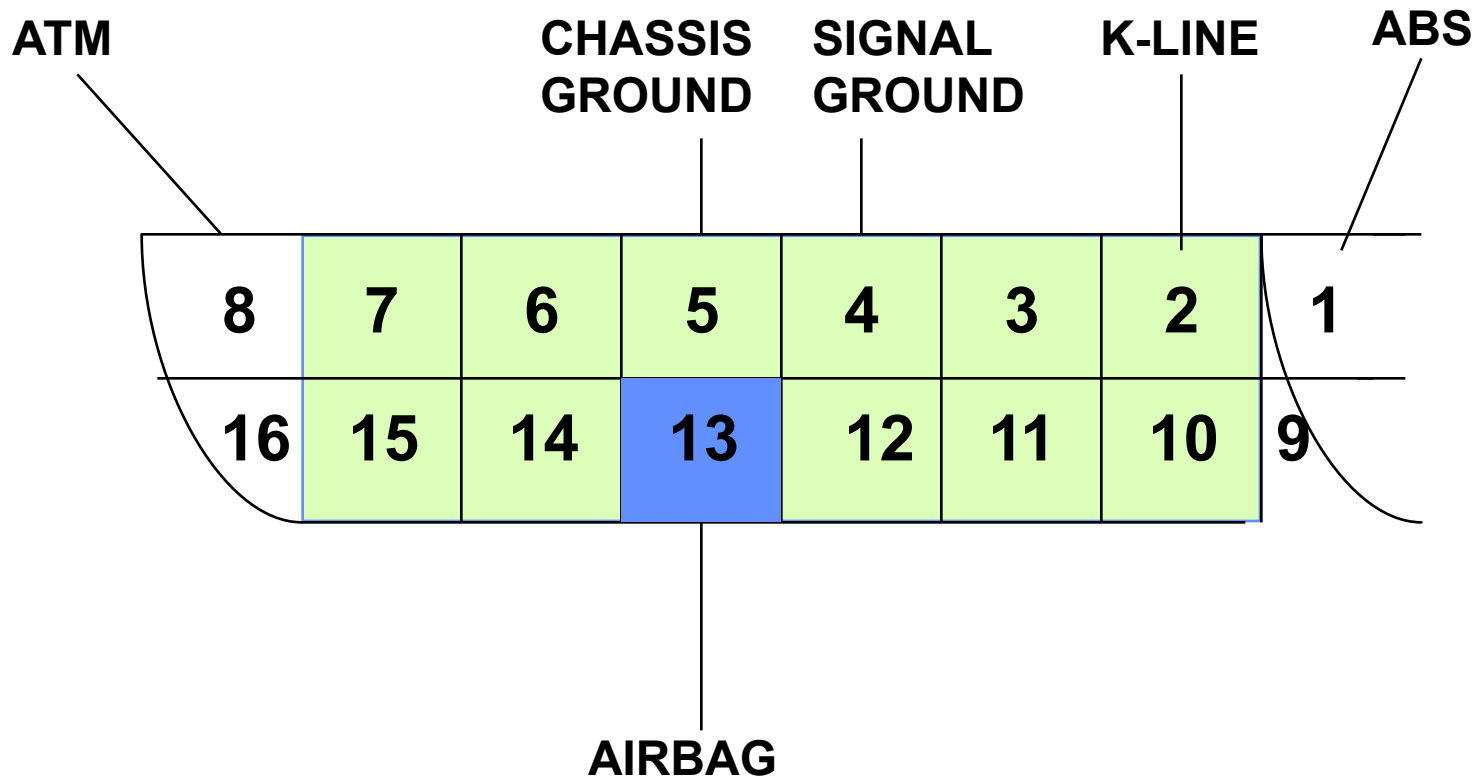 ATM
CHASSIS
GROUND
SIGNAL
GROUND
K-LINE
ABS
8 7 6 5 4 3 2 1
16 15 14 13 12 11 10 9
AIRBAG